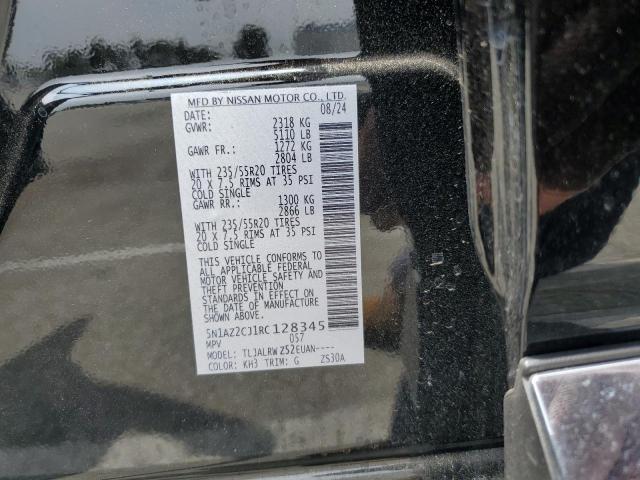 MFD BY NISSAN MOTOR CO., LTD.
DATE: 08/24
GVWR: 2318 KG
5110 LB
GAWR FR.: 1272 KG
2804 LB
WITH 235/55R20 TIRES
20 X 7.5 RIMS AT 35 PSI
COLD SINGLE
GAWR RR.: 1300 KG
2866 LB
WITH 235/55R20 TIRES
20 X 7.5 RIMS AT 35 PSI
COLD SINGLE
THIS VEHICLE CONFORMS TO
ALL APPLICABLE FEDERAL
MOTOR VEHICLE SAFETY AND
THEFT PREVENTION
STANDARDS IN EFFECT ON
THE DATE OF MANUFACTURE
SHOWN ABOVE.
5N1AZ2CJ1RC128345
MPV 057
MODEL: TLJALRWZ52EUAN----
COLOR: KH3 TRIM: G ZS30A